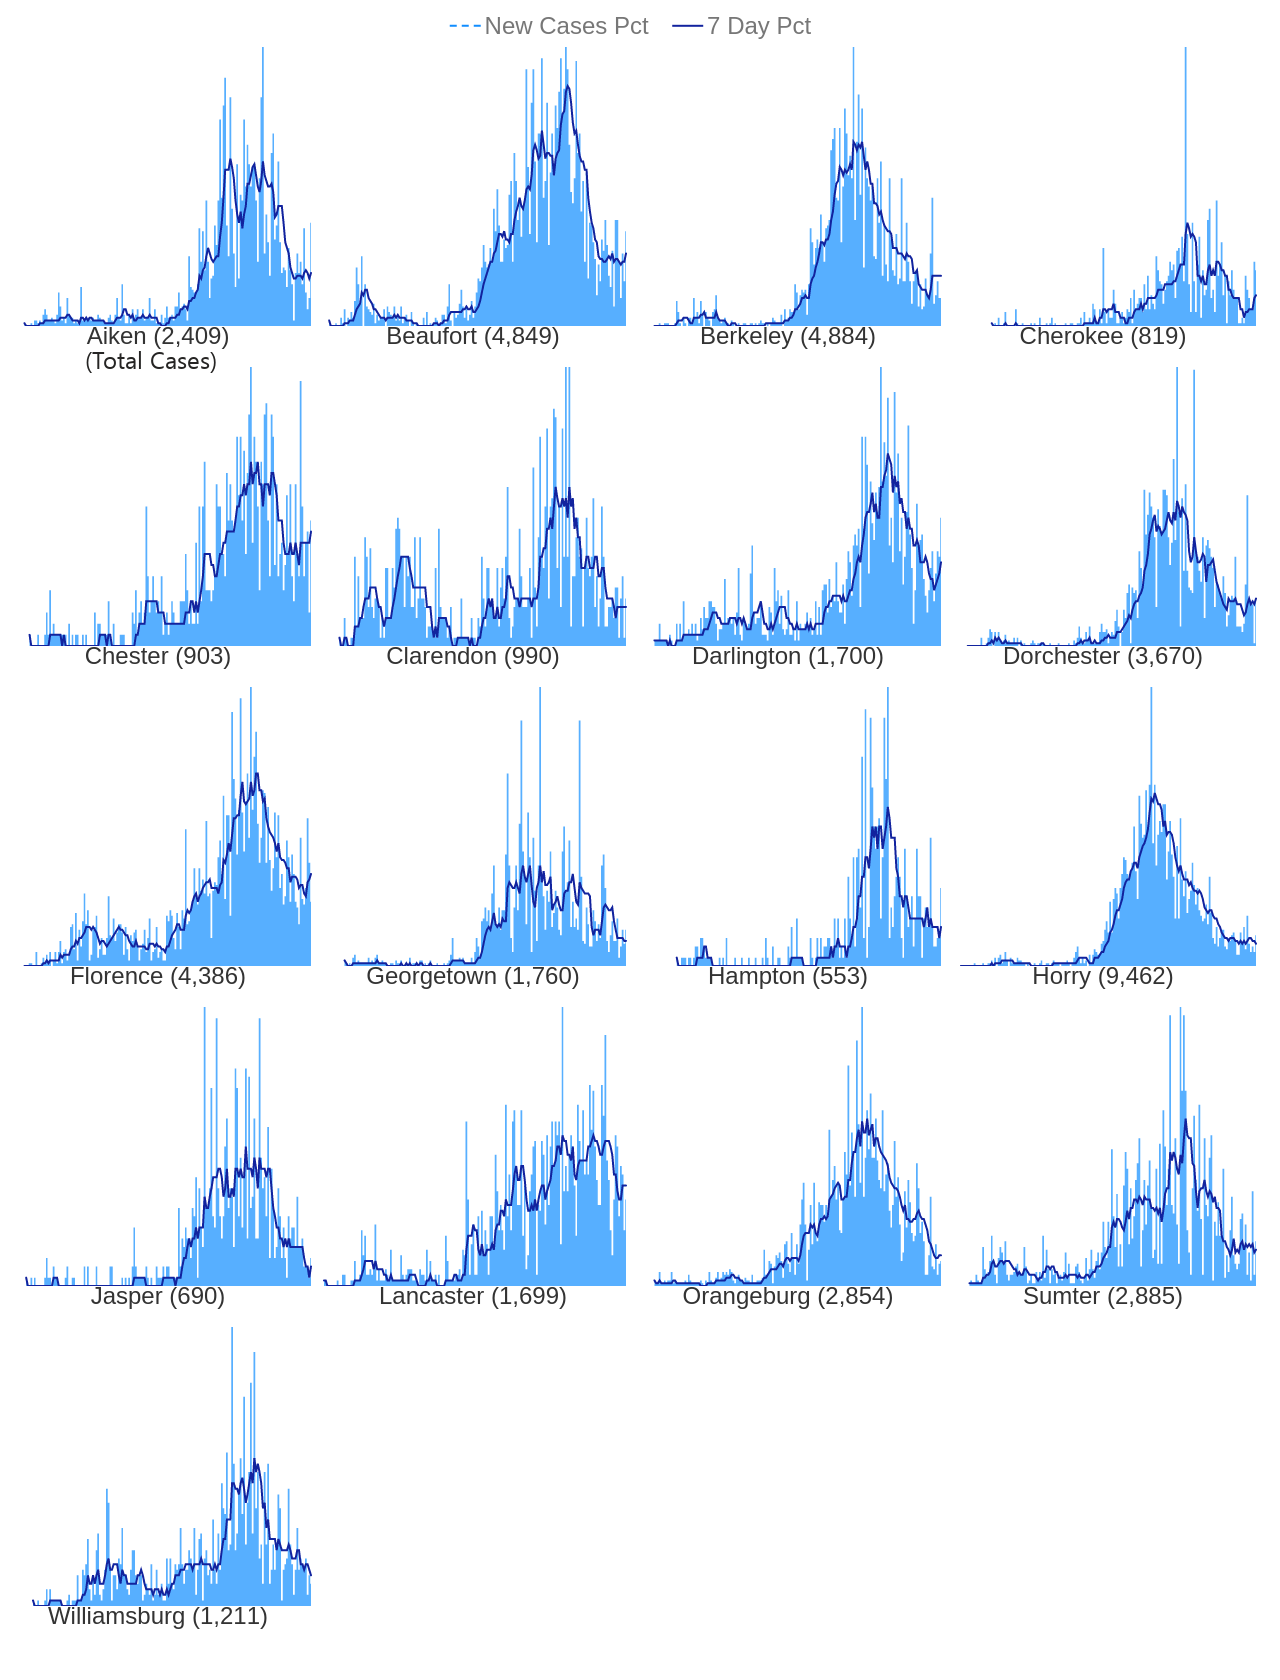 New Cases Pct 7 Day Pct
Aiken (2,409) Beaufort (4,849) Berkeley (4,884) Cherokee (819)
(Total Cases)
Chester (903) Clarendon (990) Darlington (1,700) Dorchester (3,670)
Florence (4,386) Georgetown (1,760) Hampton (553) Horry (9,462)
Jasper (690) Lancaster (1,699) Orangeburg (2,854) Sumter (2,885)
Williamsburg (1,211)